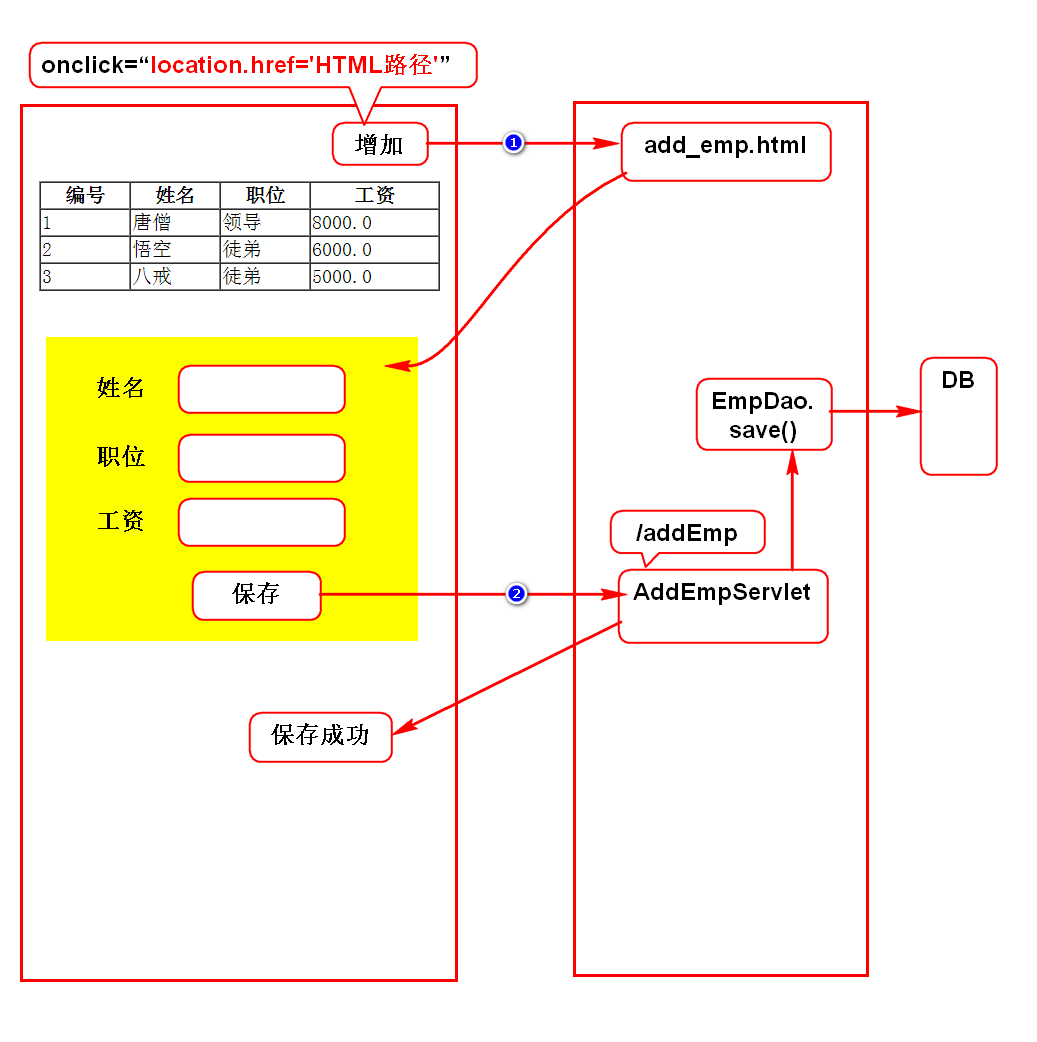 onclick=“location.href='HTML路径'”
增加
1
add_emp.html
编号 姓名 职位 工资
1 唐僧 领导 8000.0
2 悟空 徒弟 6000.0
3 八戒 徒弟 5000.0
姓名
职位
工资
保存
2
EmpDao.
save()
DB
/addEmp
AddEmpServlet
保存成功